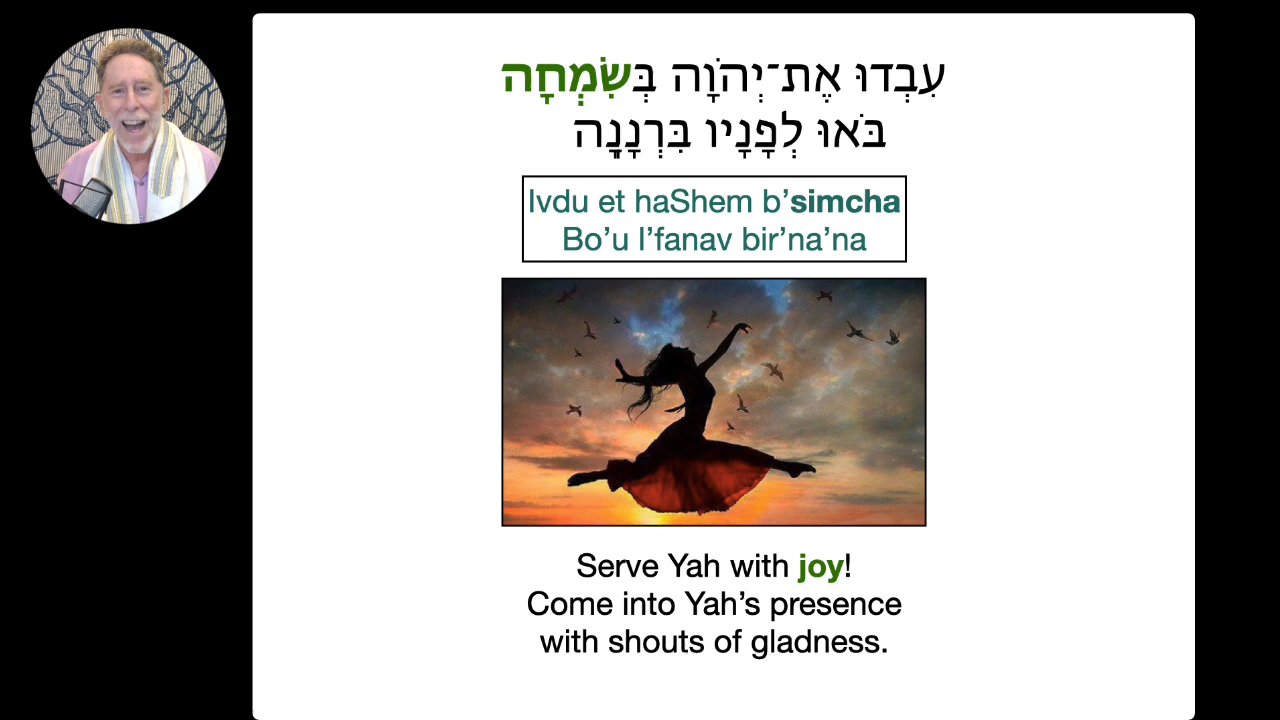 עִבְדוּ אֶת־יְהֹוָה בְּשִׂמְחָה
בֹּאוּ לְפָנָיו בִּרְנָנָה
Ivdu et haShem b’simcha
Bo’u l’fanav bir’na’na
Serve Yah with joy!
Come into Yah’s presence
with shouts of gladness.